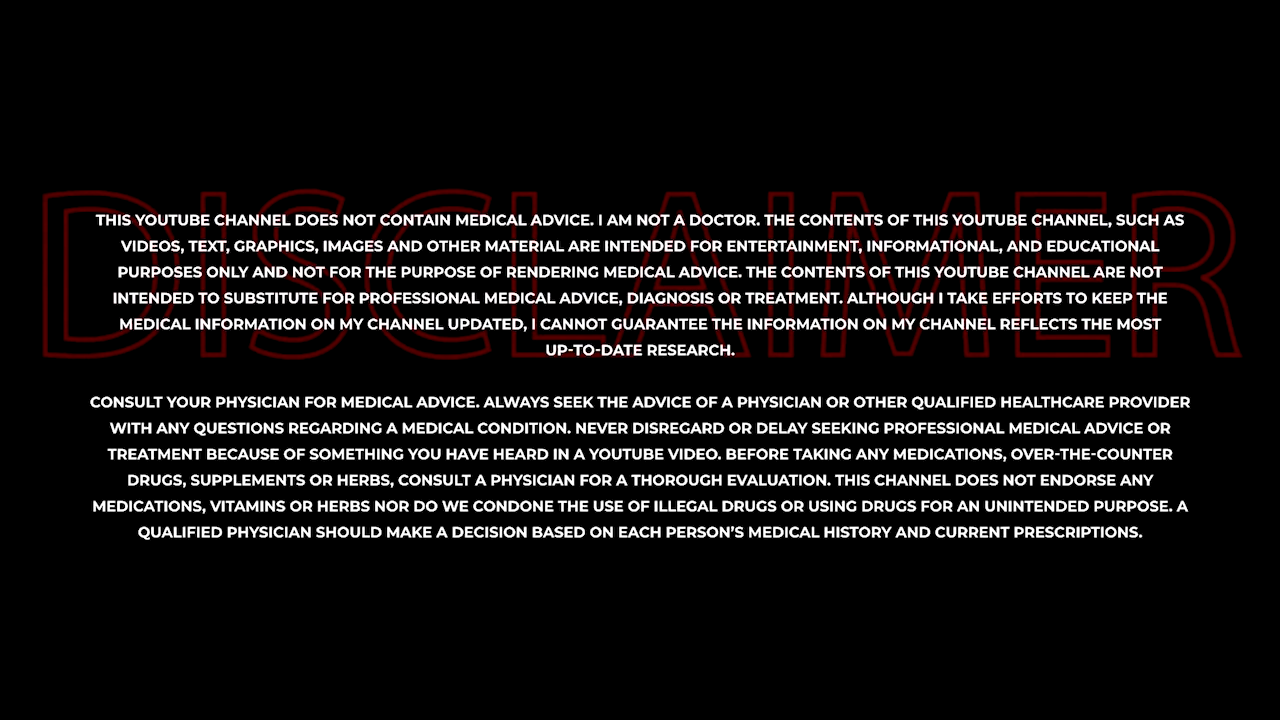 DISCLAIMER
THIS YOUTUBE CHANNEL DOES NOT CONTAIN MEDICAL ADVICE. I AM NOT A DOCTOR. THE CONTENTS OF THIS YOUTUBE CHANNEL, SUCH AS
VIDEOS, TEXT, GRAPHICS, IMAGES AND OTHER MATERIAL ARE INTENDED FOR ENTERTAINMENT, INFORMATIONAL, AND EDUCATIONAL
PURPOSES ONLY AND NOT FOR THE PURPOSE OF RENDERING MEDICAL ADVICE. THE CONTENTS OF THIS YOUTUBE CHANNEL ARE NOT
INTENDED TO SUBSTITUTE FOR PROFESSIONAL MEDICAL ADVICE, DIAGNOSIS OR TREATMENT. ALTHOUGH I TAKE EFFORTS TO KEEP THE
MEDICAL INFORMATION ON MY CHANNEL UPDATED, I CANNOT GUARANTEE THE INFORMATION ON MY CHANNEL REFLECTS THE MOST
UP-TO-DATE RESEARCH.
CONSULT YOUR PHYSICIAN FOR MEDICAL ADVICE. ALWAYS SEEK THE ADVICE OF A PHYSICIAN OR OTHER QUALIFIED HEALTHCARE PROVIDER
WITH ANY QUESTIONS REGARDING A MEDICAL CONDITION. NEVER DISREGARD OR DELAY SEEKING PROFESSIONAL MEDICAL ADVICE OR
TREATMENT BECAUSE OF SOMETHING YOU HAVE HEARD IN A YOUTUBE VIDEO. BEFORE TAKING ANY MEDICATIONS, OVER-THE-COUNTER
DRUGS, SUPPLEMENTS OR HERBS, CONSULT A PHYSICIAN FOR A THOROUGH EVALUATION. THIS CHANNEL DOES NOT ENDORSE ANY
MEDICATIONS, VITAMINS OR HERBS NOR DO WE CONDONE THE USE OF ILLEGAL DRUGS OR USING DRUGS FOR AN UNINTENDED PURPOSE. A
QUALIFIED PHYSICIAN SHOULD MAKE A DECISION BASED ON EACH PERSON’S MEDICAL HISTORY AND CURRENT PRESCRIPTIONS.